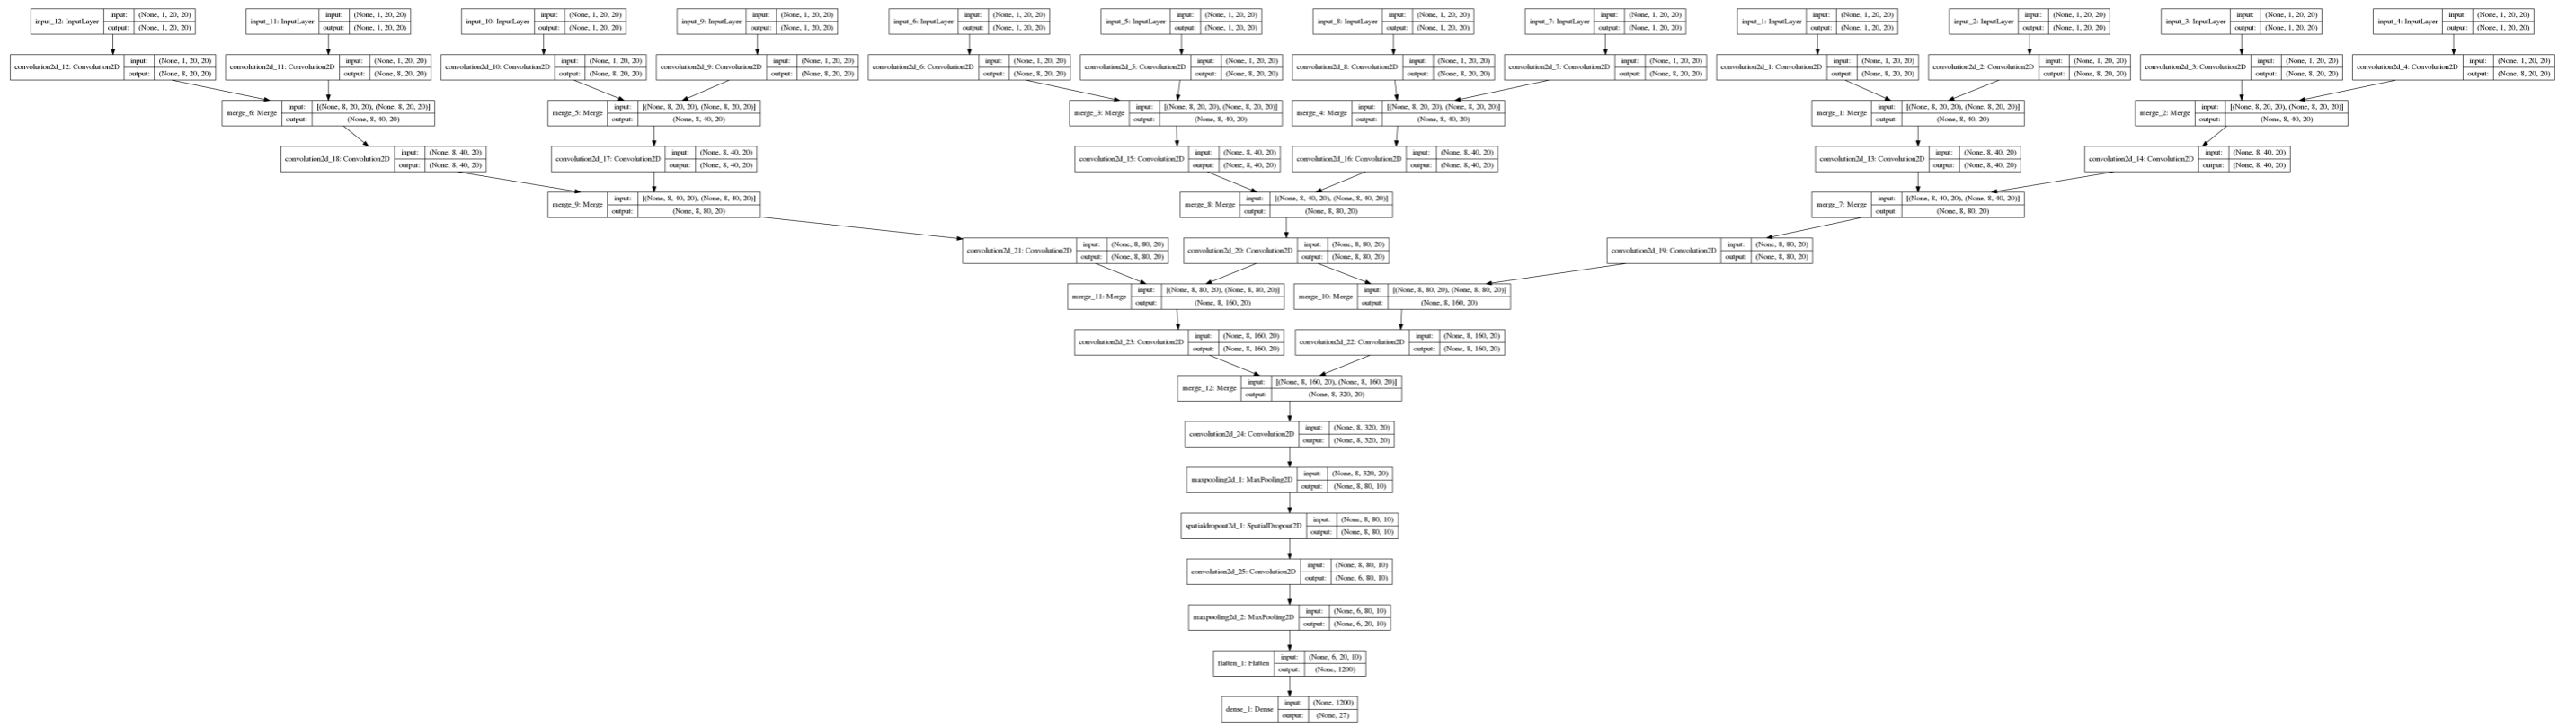 input_12: InputLayer
input: (None, 1, 20, 20)
output: (None, 1, 20, 20)
input_11: InputLayer
input: (None, 1, 20, 20)
output: (None, 1, 20, 20)
input_10: InputLayer
input: (None, 1, 20, 20)
output: (None, 1, 20, 20)
input_9: InputLayer
input: (None, 1, 20, 20)
output: (None, 1, 20, 20)
input_6: InputLayer
input: (None, 1, 20, 20)
output: (None, 1, 20, 20)
input_5: InputLayer
input: (None, 1, 20, 20)
output: (None, 1, 20, 20)
input_8: InputLayer
input: (None, 1, 20, 20)
output: (None, 1, 20, 20)
input_7: InputLayer
input: (None, 1, 20, 20)
output: (None, 1, 20, 20)
input_1: InputLayer
input: (None, 1, 20, 20)
output: (None, 1, 20, 20)
input_2: InputLayer
input: (None, 1, 20, 20)
output: (None, 1, 20, 20)
input_3: InputLayer
input: (None, 1, 20, 20)
output: (None, 1, 20, 20)
input_4: InputLayer
input: (None, 1, 20, 20)
output: (None, 1, 20, 20)
convolution2d_12: Convolution2D
input: (None, 1, 20, 20)
output: (None, 8, 20, 20)
convolution2d_11: Convolution2D
input: (None, 1, 20, 20)
output: (None, 8, 20, 20)
convolution2d_10: Convolution2D
input: (None, 1, 20, 20)
output: (None, 8, 20, 20)
convolution2d_9: Convolution2D
input: (None, 1, 20, 20)
output: (None, 8, 20, 20)
convolution2d_6: Convolution2D
input: (None, 1, 20, 20)
output: (None, 8, 20, 20)
convolution2d_5: Convolution2D
input: (None, 1, 20, 20)
output: (None, 8, 20, 20)
convolution2d_8: Convolution2D
input: (None, 1, 20, 20)
output: (None, 8, 20, 20)
convolution2d_7: Convolution2D
input: (None, 1, 20, 20)
output: (None, 8, 20, 20)
convolution2d_1: Convolution2D
input: (None, 1, 20, 20)
output: (None, 8, 20, 20)
convolution2d_2: Convolution2D
input: (None, 1, 20, 20)
output: (None, 8, 20, 20)
convolution2d_3: Convolution2D
input: (None, 1, 20, 20)
output: (None, 8, 20, 20)
convolution2d_4: Convolution2D
input: (None, 1, 20, 20)
output: (None, 8, 20, 20)
merge_6: Merge
input: [(None, 8, 20, 20), (None, 8, 20, 20)]
output: (None, 8, 40, 20)
merge_5: Merge
input: [(None, 8, 20, 20), (None, 8, 20, 20)]
output: (None, 8, 40, 20)
merge_3: Merge
input: [(None, 8, 20, 20), (None, 8, 20, 20)]
output: (None, 8, 40, 20)
merge_4: Merge
input: [(None, 8, 20, 20), (None, 8, 20, 20)]
output: (None, 8, 40, 20)
merge_1: Merge
input: [(None, 8, 20, 20), (None, 8, 20, 20)]
output: (None, 8, 40, 20)
merge_2: Merge
input: [(None, 8, 20, 20), (None, 8, 20, 20)]
output: (None, 8, 40, 20)
convolution2d_18: Convolution2D
input: (None, 8, 40, 20)
output: (None, 8, 40, 20)
convolution2d_17: Convolution2D
input: (None, 8, 40, 20)
output: (None, 8, 40, 20)
convolution2d_15: Convolution2D
input: (None, 8, 40, 20)
output: (None, 8, 40, 20)
convolution2d_16: Convolution2D
input: (None, 8, 40, 20)
output: (None, 8, 40, 20)
convolution2d_13: Convolution2D
input: (None, 8, 40, 20)
output: (None, 8, 40, 20)
convolution2d_14: Convolution2D
input: (None, 8, 40, 20)
output: (None, 8, 40, 20)
merge_9: Merge
input: [(None, 8, 40, 20), (None, 8, 40, 20)]
output: (None, 8, 80, 20)
merge_8: Merge
input: [(None, 8, 40, 20), (None, 8, 40, 20)]
output: (None, 8, 80, 20)
merge_7: Merge
input: [(None, 8, 40, 20), (None, 8, 40, 20)]
output: (None, 8, 80, 20)
convolution2d_21: Convolution2D
input: (None, 8, 80, 20)
output: (None, 8, 80, 20)
convolution2d_20: Convolution2D
input: (None, 8, 80, 20)
output: (None, 8, 80, 20)
convolution2d_19: Convolution2D
input: (None, 8, 80, 20)
output: (None, 8, 80, 20)
merge_11: Merge
input: [(None, 8, 80, 20), (None, 8, 80, 20)]
output: (None, 8, 160, 20)
merge_10: Merge
input: [(None, 8, 80, 20), (None, 8, 80, 20)]
output: (None, 8, 160, 20)
convolution2d_23: Convolution2D
input: (None, 8, 160, 20)
output: (None, 8, 160, 20)
convolution2d_22: Convolution2D
input: (None, 8, 160, 20)
output: (None, 8, 160, 20)
merge_12: Merge
input: [(None, 8, 160, 20), (None, 8, 160, 20)]
output: (None, 8, 320, 20)
convolution2d_24: Convolution2D
input: (None, 8, 320, 20)
output: (None, 8, 320, 20)
maxpooling2d_1: MaxPooling2D
input: (None, 8, 320, 20)
output: (None, 8, 80, 10)
spatialdropout2d_1: SpatialDropout2D
input: (None, 8, 80, 10)
output: (None, 8, 80, 10)
convolution2d_25: Convolution2D
input: (None, 8, 80, 10)
output: (None, 6, 80, 10)
maxpooling2d_2: MaxPooling2D
input: (None, 6, 80, 10)
output: (None, 6, 20, 10)
flatten_1: Flatten
input: (None, 6, 20, 10)
output: (None, 1200)
dense_1: Dense
input: (None, 1200)
output: (None, 27)